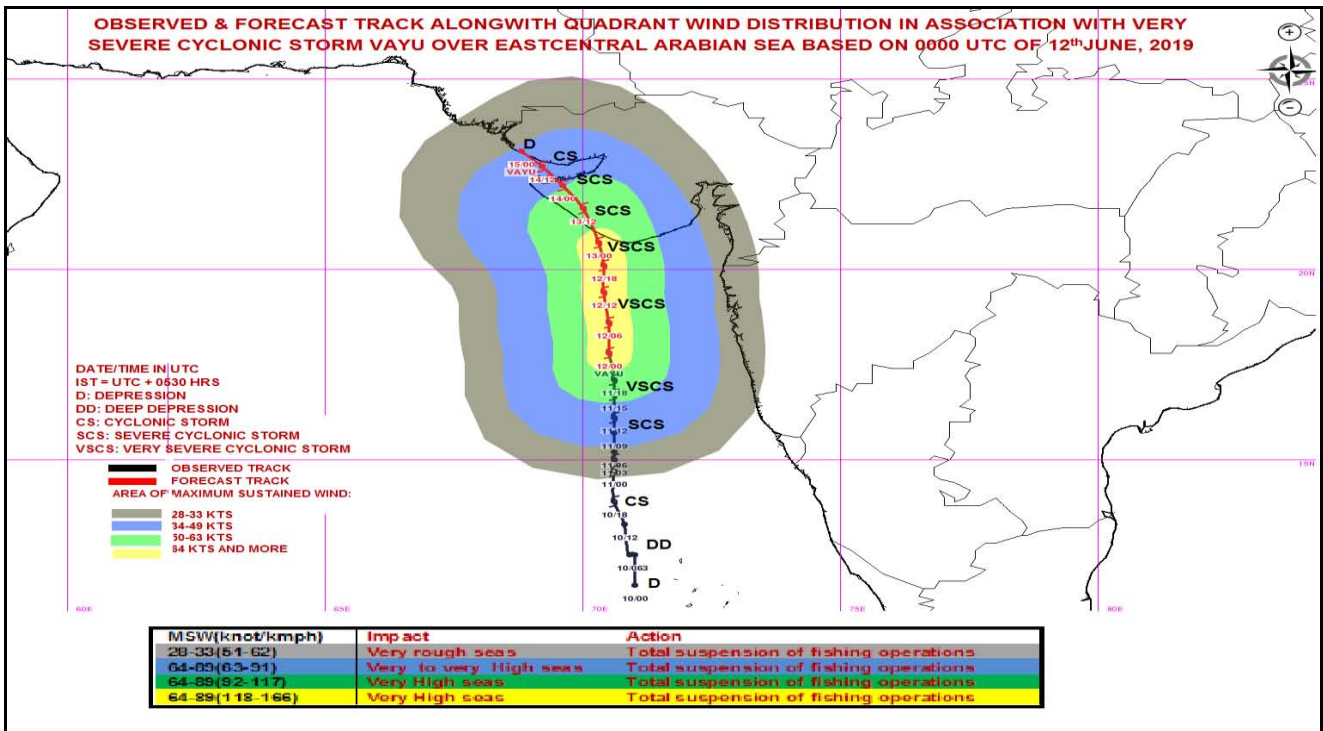 OBSERVED & FORECAST TRACK ALONGWITH QUADRANT WIND DISTRIBUTION IN ASSOCIATION WITH VERY
SEVERE CYCLONIC STORM VAYU OVER EASTCENTRAL ARABIAN SEA BASED ON 0000 UTC OF 12thJUNE, 2019
25N
D
CS
15/00
VAYU
14/12
SCS
14/00
SCS
13/12
VSCS
13/00
20N
12/18
12/12
VSCS
12/06
12/00
VAYU
VSCS
11/18
11/15
SCS
11/12
11/09
15N
11/06
11/03
11/00
CS
10/18
10/12
DD
10/063
D
10/00
DATE/TIME IN UTC
IST = UTC + 0530 HRS
D: DEPRESSION
DD: DEEP DEPRESSION
CS: CYCLONIC STORM
SCS: SEVERE CYCLONIC STORM
VSCS: VERY SEVERE CYCLONIC STORM
OBSERVED TRACK
FORECAST TRACK
AREA OF MAXIMUM SUSTAINED WIND:
28-33 KTS
34-49 KTS
50-63 KTS
64 KTS AND MORE
60E 65E 70E 75E 80E
MSW(knot/kmph) Impact Action
28-33(51-62) Very rough seas Total suspension of fishing operations
64-89(63-91) Very to very High seas Total suspension of fishing operations
64-89(92-117) Very High seas Total suspension of fishing operations
64-89(118-166) Very High seas Total suspension of fishing operations